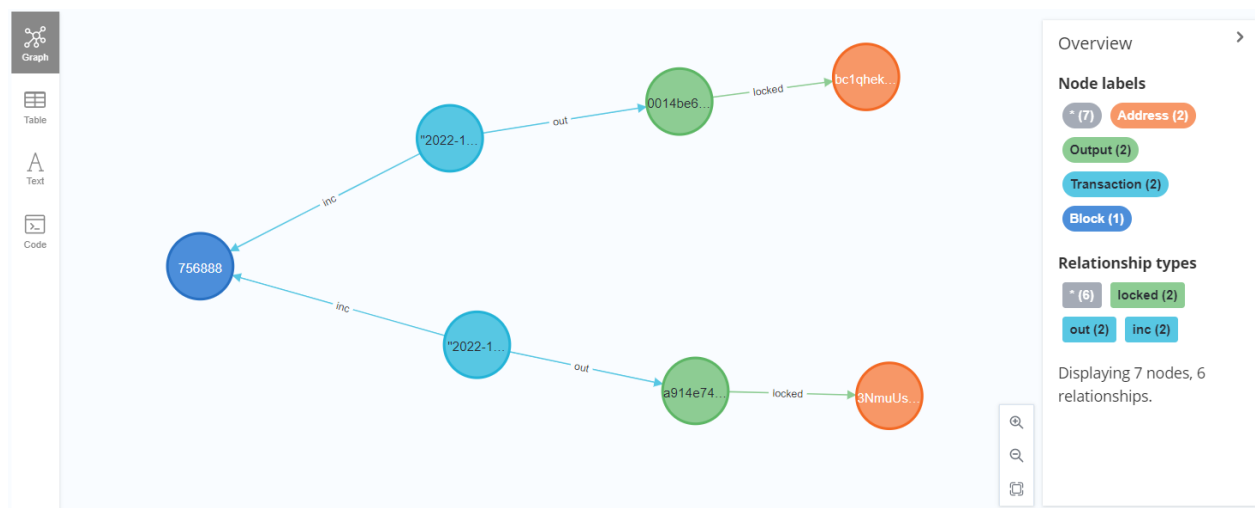 Graph
Table
Text
Code
bc1qhek...
locked
0014be6...
out
"2022-1...
inc
756888
inc
"2022-1...
out
a914e74...
locked
3NmuUs...
Overview
Node labels
* (7) Address (2)
Output (2)
Transaction (2)
Block (1)
Relationship types
* (6) locked (2)
out (2) inc (2)
Displaying 7 nodes, 6
relationships.